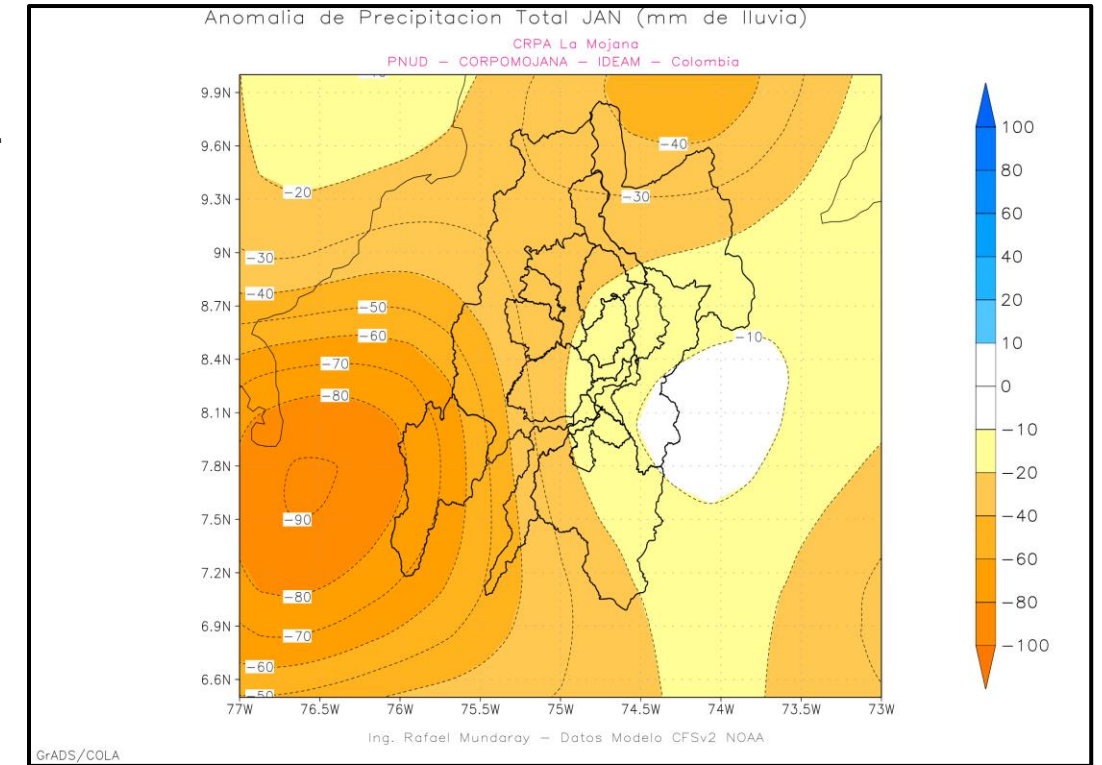 Anomalia de Precipitacion Total JAN (mm de lluvia)
CRPA La Mojana
PNUD – CORPOMOJANA – IDEAM – Colombia
9.9N
9.6N
9.3N
9N
8.7N
8.4N
8.1N
7.8N
7.5N
7.2N
6.9N
6.6N
77W 76.5W 76W 75.5W 75W 74.5W 74W 73.5W 73W
−40
−20
−30
−30
−40
−50
−60
−10
−70
−80
−90
−80
−70
−60
−50
100
80
60
40
20
10
0
−10
−20
−40
−60
−80
−100
Ing. Rafael Mundaray – Datos Modelo CFSv2 NOAA
GrADS/COLA